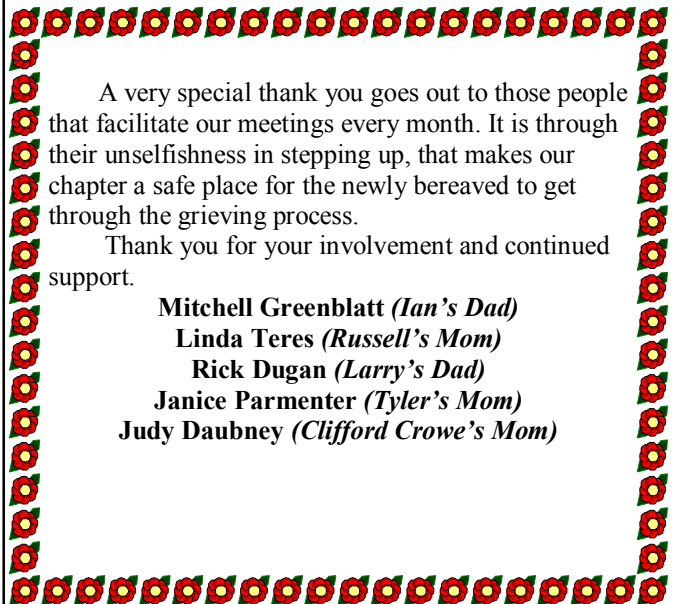 A very special thank you goes out to those people
that facilitate our meetings every month. It is through
their unselfishness in stepping up, that makes our
chapter a safe place for the newly bereaved to get
through the grieving process.
Thank you for your involvement and continued
support.
Mitchell Greenblatt (Ian’s Dad)
Linda Teres (Russell’s Mom)
Rick Dugan (Larry’s Dad)
Janice Parmenter (Tyler’s Mom)
Judy Daubney (Clifford Crowe’s Mom)